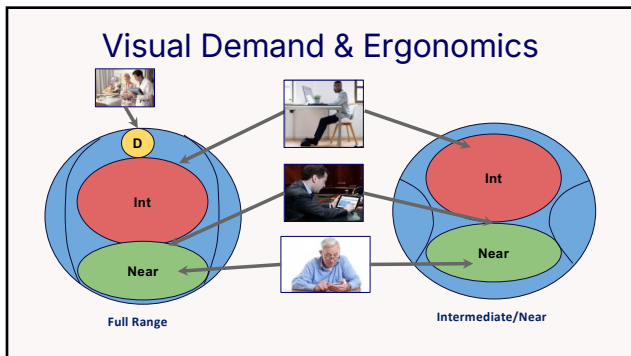 Visual Demand & Ergonomics
D
Int
Near
Full Range
Int
Near
Intermediate/Near